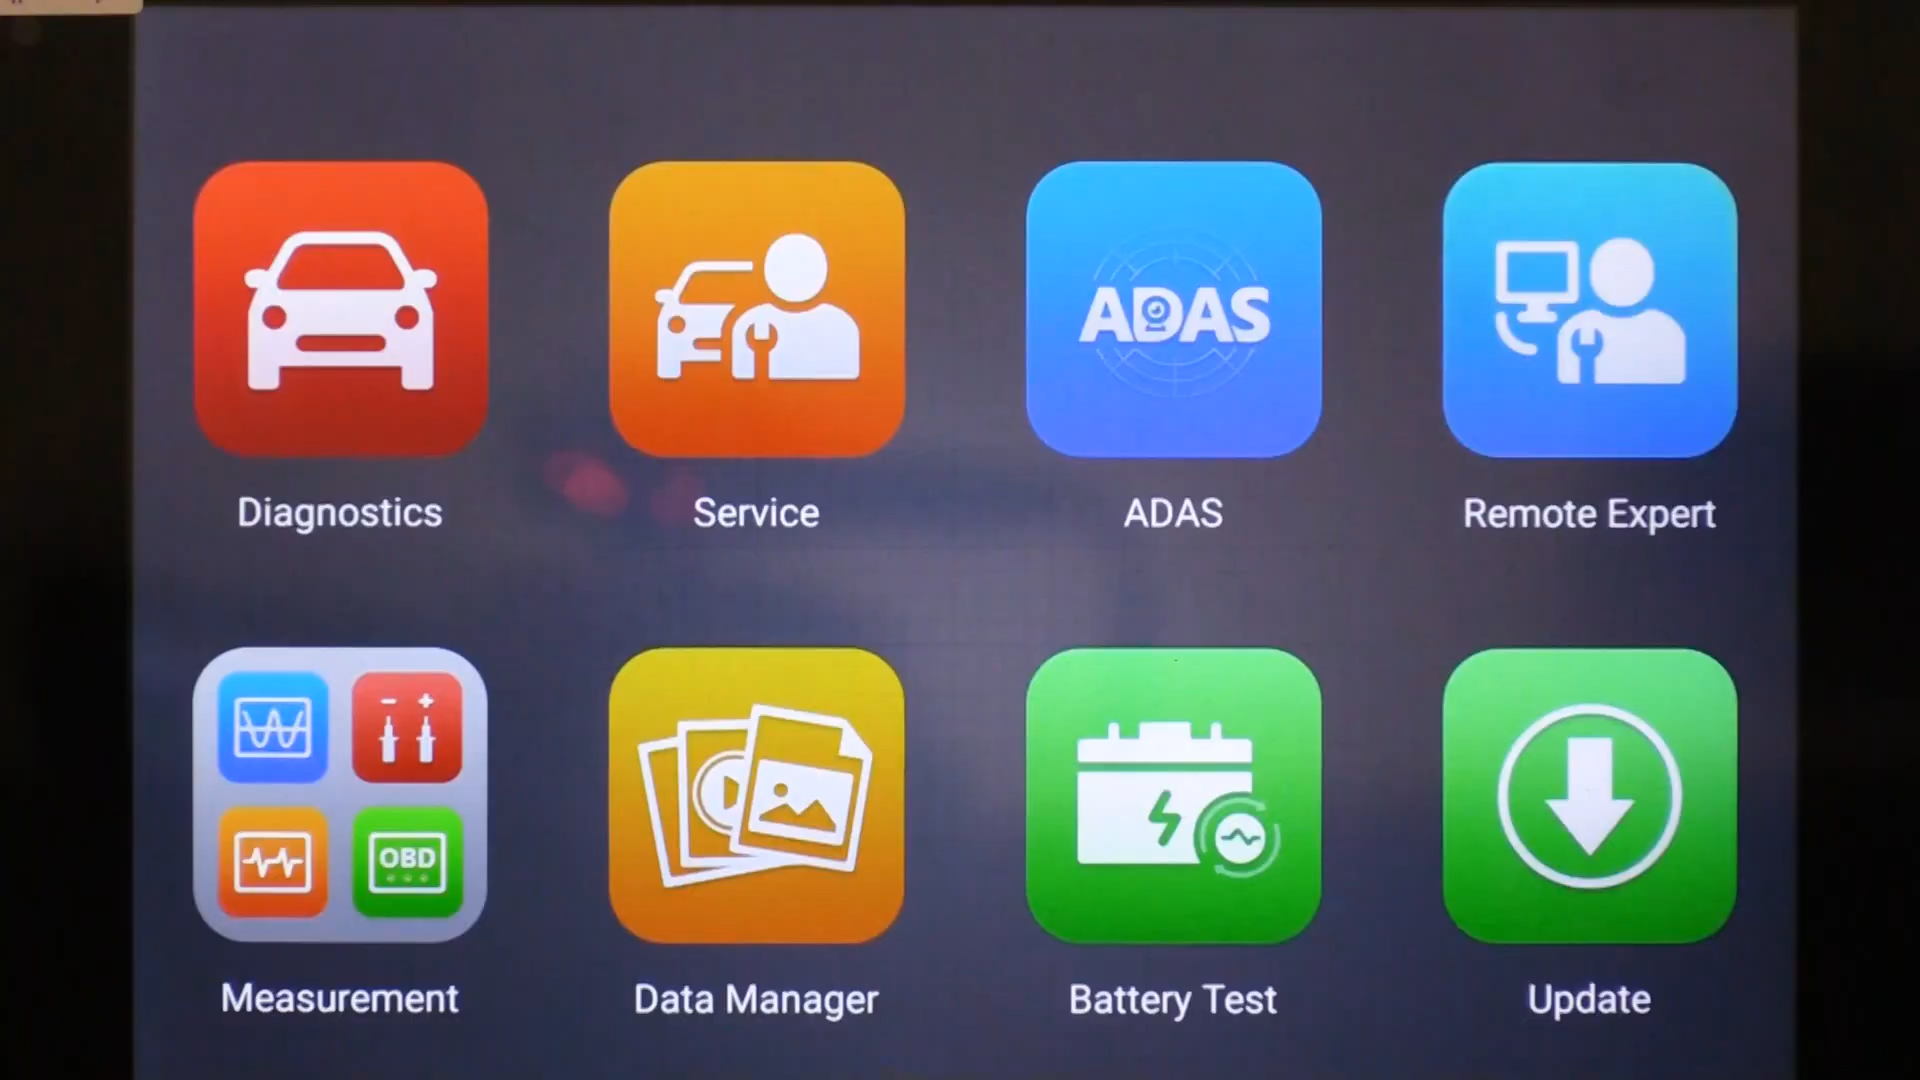 ADAS
Diagnostics
Service
ADAS
Remote Expert
OBD
Measurement
Data Manager
Battery Test
Update